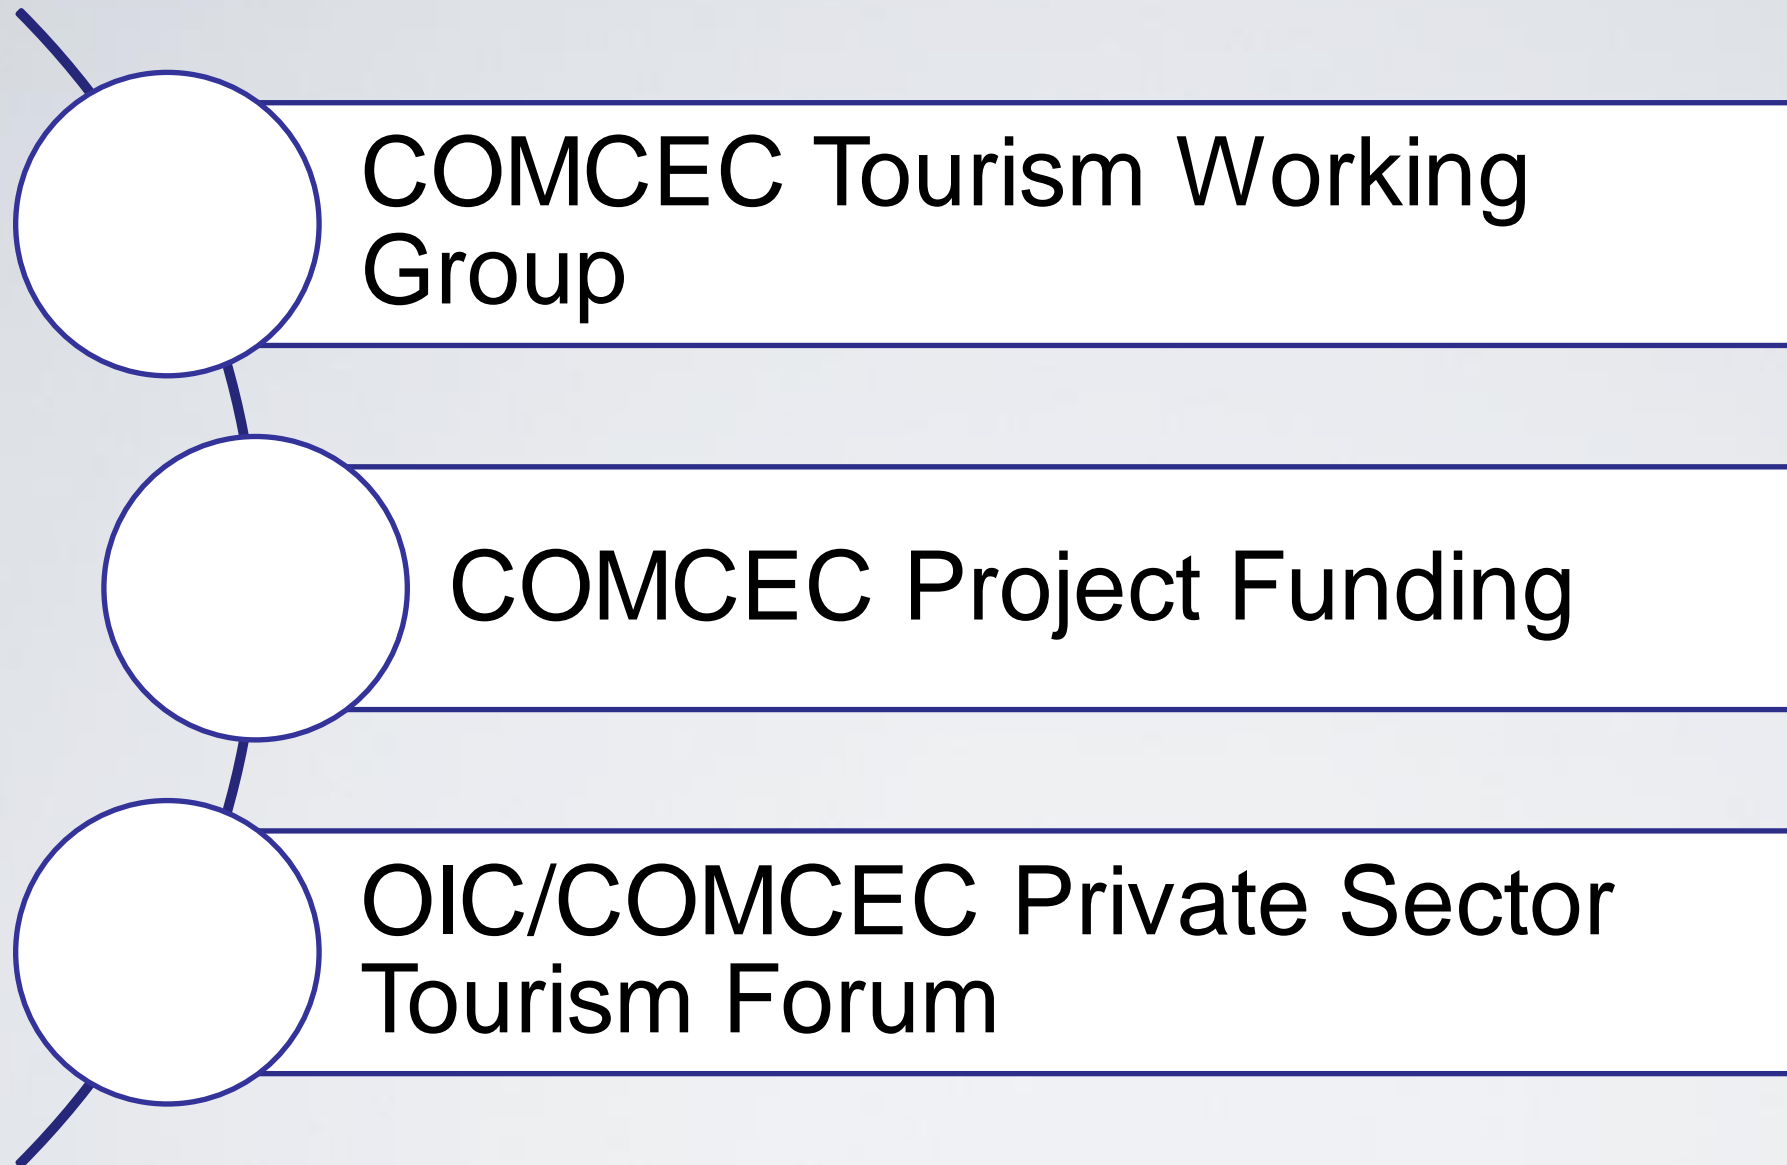 COMCEC Tourism Working
Group
COMCEC Project Funding
OIC/COMCEC Private Sector
Tourism Forum